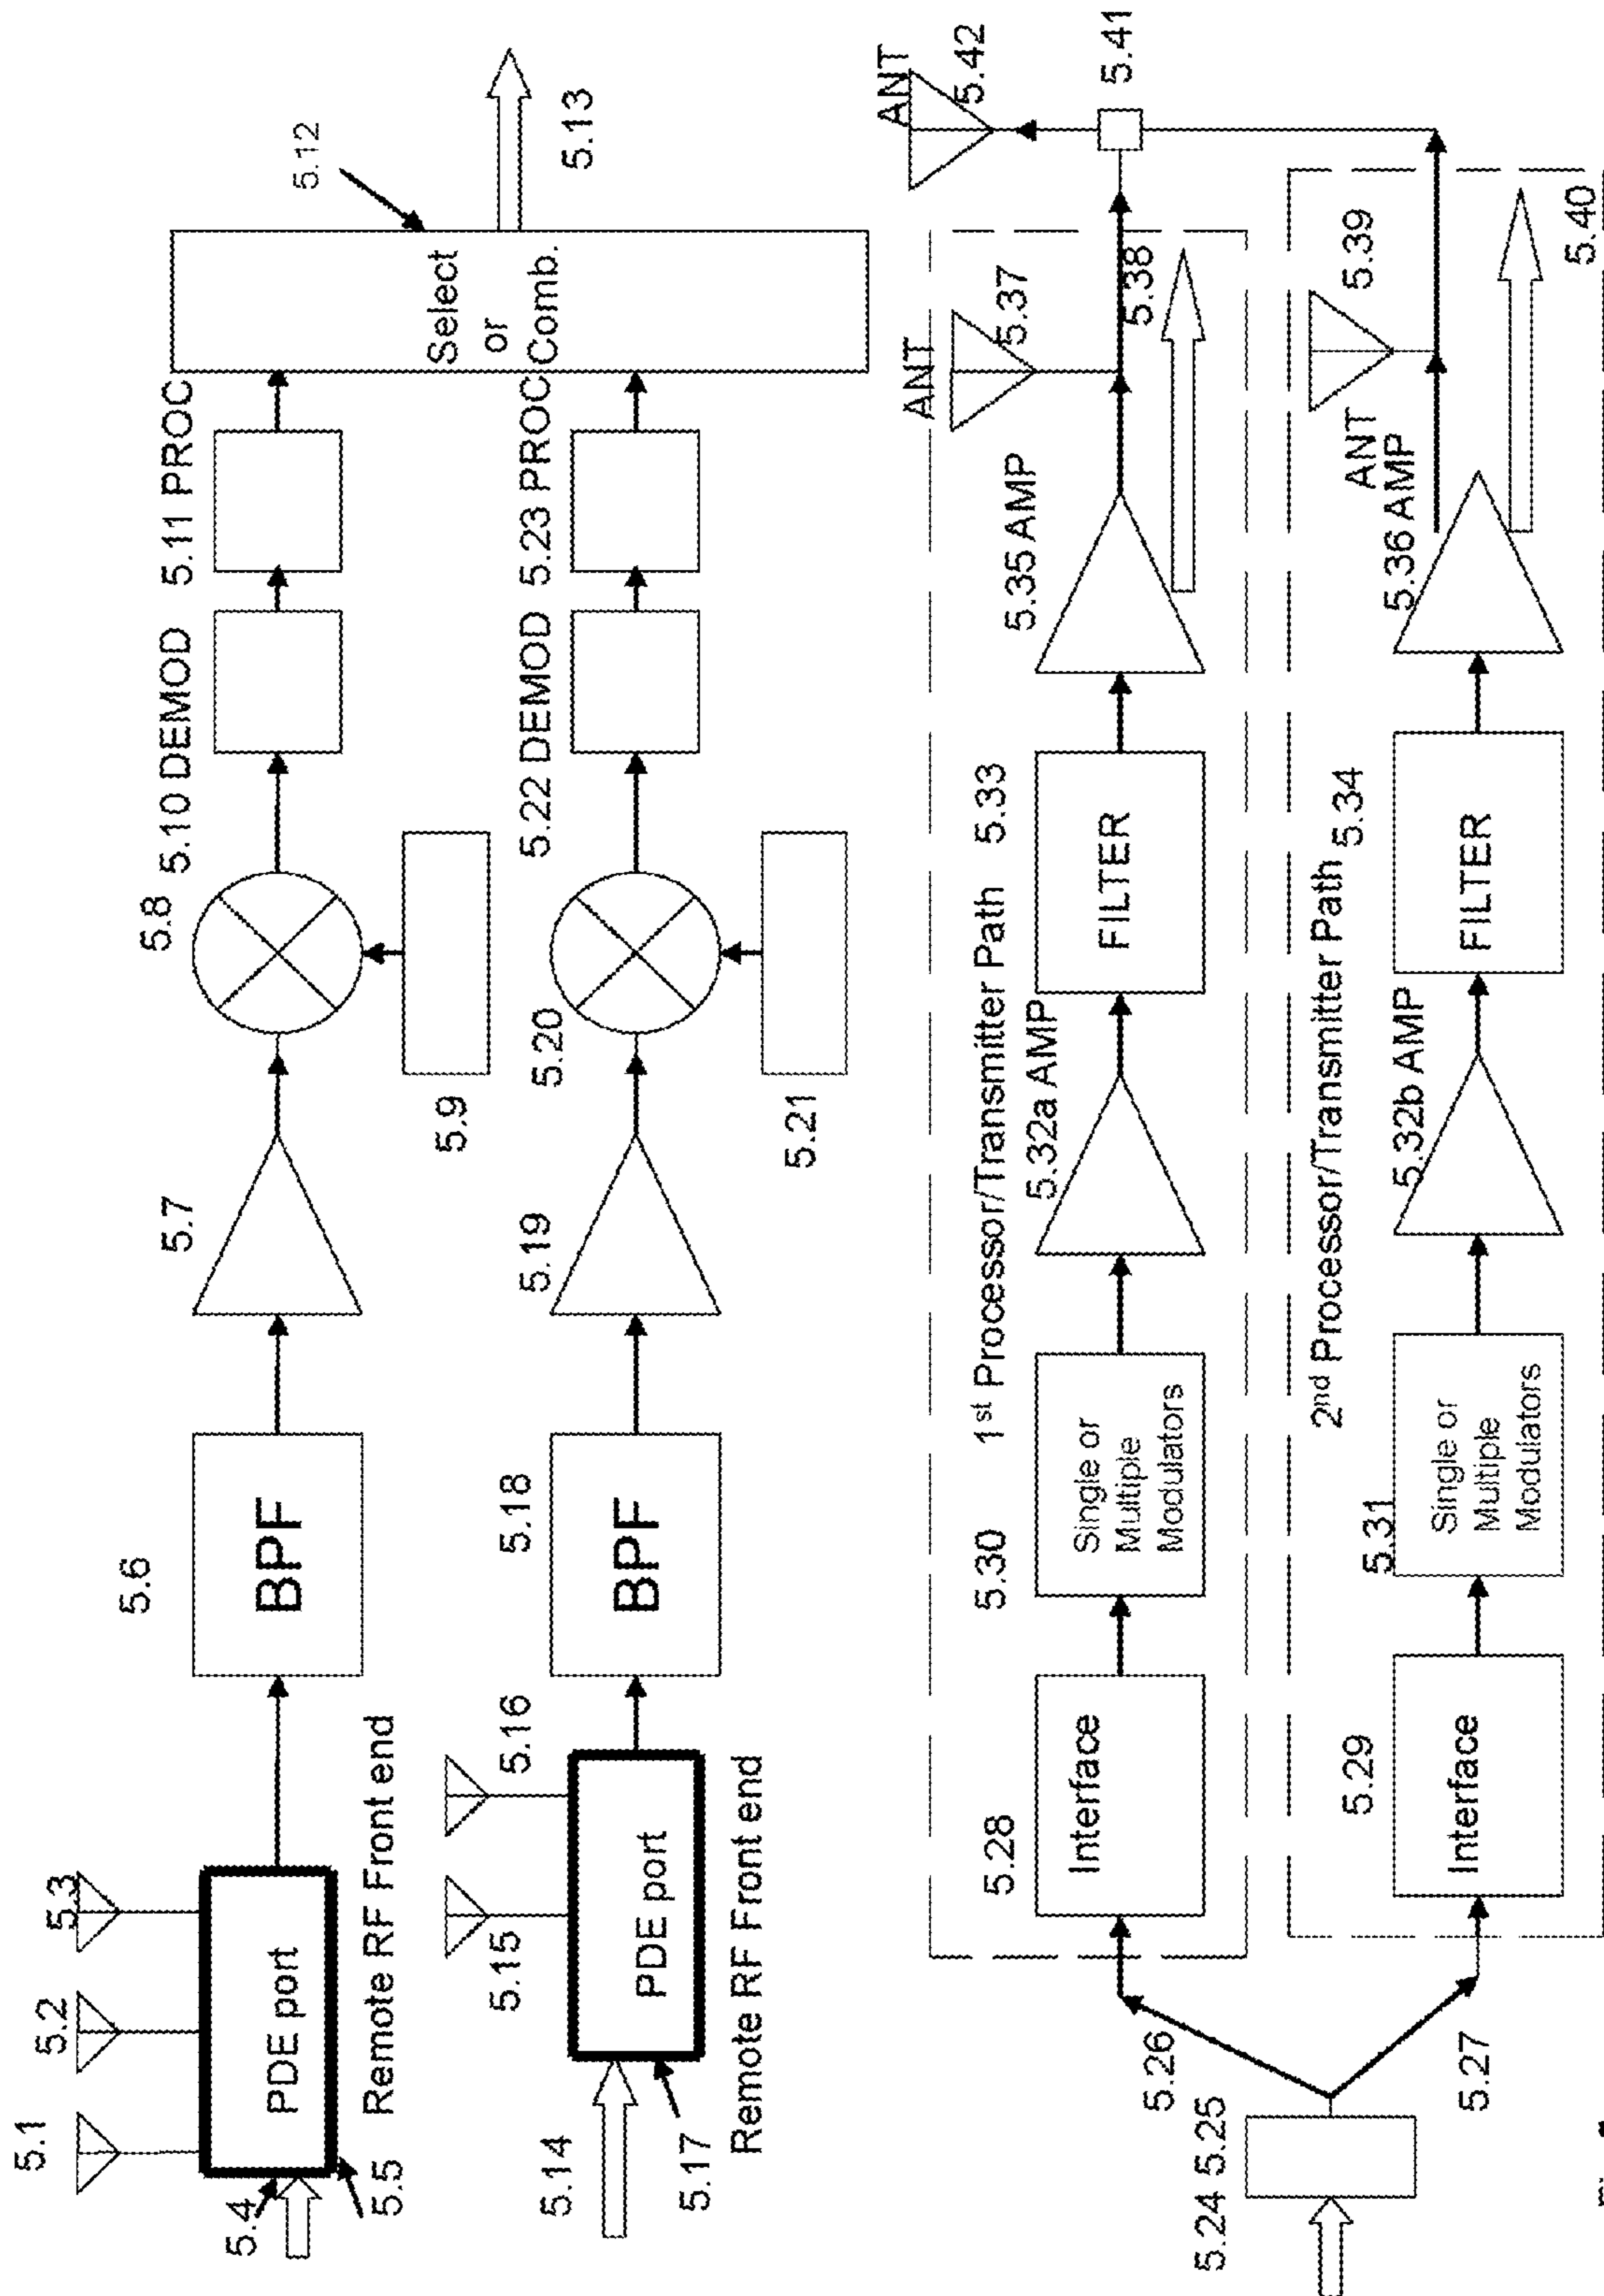 5.1
5.2
5.3
5.4
PDE port
5.5
Remote RF Front end
5.6
BPF
5.7
5.8
5.9
5.10 DEMOD
5.11 PROC
5.12
Select
or
Comb.
5.13
5.14
5.15
5.16
PDE port
5.17
Remote RF Front end
5.18
BPF
5.19
5.20
5.21
5.22 DEMOD
5.23 PROC
5.24 5.25
5.26
5.27
1st Processor/Transmitter Path
5.28
Interface
5.30
Single or
Multiple
Modulators
5.32a AMP
5.33
FILTER
5.35 AMP
ANT
5.37
5.38
ANT
5.42
5.41
2nd Processor/Transmitter Path
5.29
Interface
5.31
Single or
Multiple
Modulators
5.32b AMP
5.34
FILTER
5.36 AMP
ANT
5.39
5.40